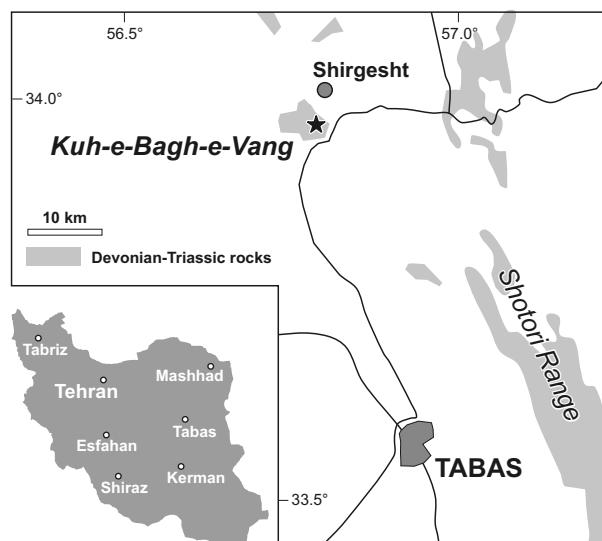 56.5°
57.0°
Shirgesht
34.0°
Kuh-e-Bagh-e-Vang
10 km
Devonian-Triassic rocks
Shotori Range
Tabriz
Tehran
Mashhad
Tabas
Esfahan
Kerman
Shiraz
TABAS
33.5°